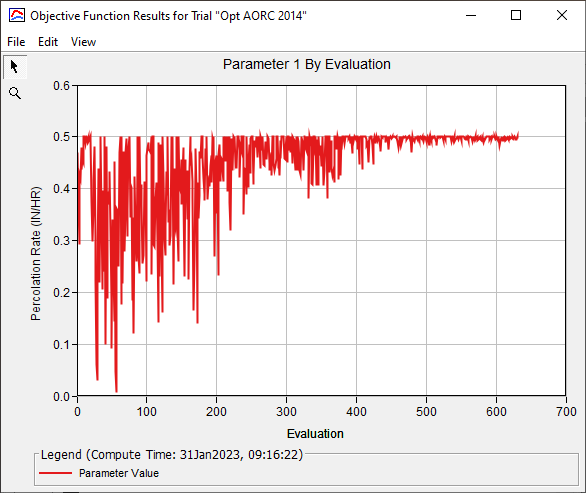 Objective Function Results for Trial "Opt AORC 2014"
File Edit View
Parameter 1 By Evaluation
Percolation Rate (IN/HR)
0.6
0.5
0.4
0.3
0.2
0.1
0.0
0 100 200 300 400 500 600 700
Evaluation
Legend (Compute Time: 31Jan2023, 09:16:22)
Parameter Value